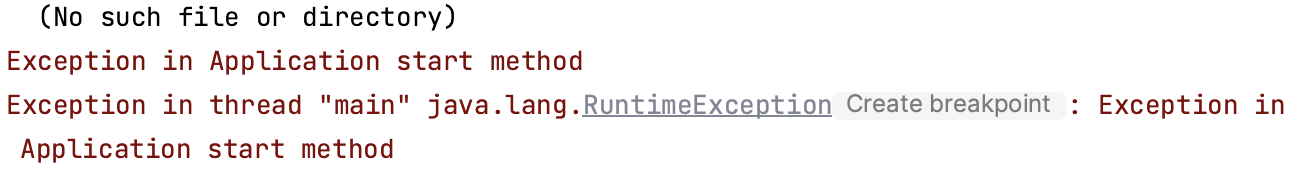 (No such file or directory)
Exception in Application start method
Exception in thread "main" java.lang.RuntimeException Create breakpoint : Exception in
Application start method